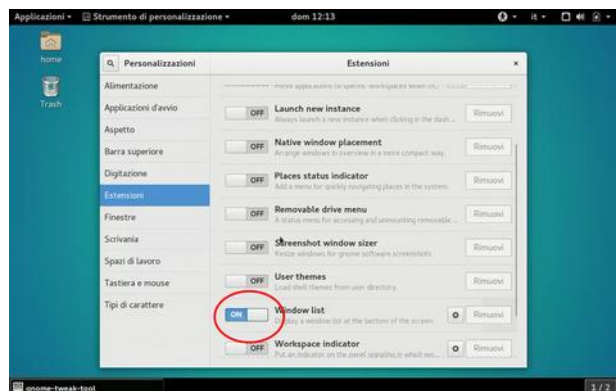 Applicazioni Strumento di personalizzazione dom 12:13 it
home
Trash
Personalizzazioni Estensioni
Alimentazione
Applicazioni d'avvio
Aspetto
Barra superiore
Digitazione
Estensioni
Finestre
Scrivania
Spazi di lavoro
Tastiera e mouse
Tipi di carattere
OFF Launch new instance Rimuovi
Always launch a new instance when clicking in the dash ...
OFF Native window placement Rimuovi
Arrange windows in overview in a more compact way
OFF Places status indicator Rimuovi
Add a menu for quickly navigating places in the system.
OFF Removable drive menu Rimuovi
A status menu for accessing and unmounting removable ...
OFF Screenshot window sizer Rimuovi
Resize windows for gnome software screenshots
OFF User themes Rimuovi
Load shell themes from user directory.
ON Window list Rimuovi
Display a window list at the bottom of the screen
OFF Workspace indicator Rimuovi
Put an indicator on the panel signaling in which wo...
gnome-tweak-tool 1 / 2